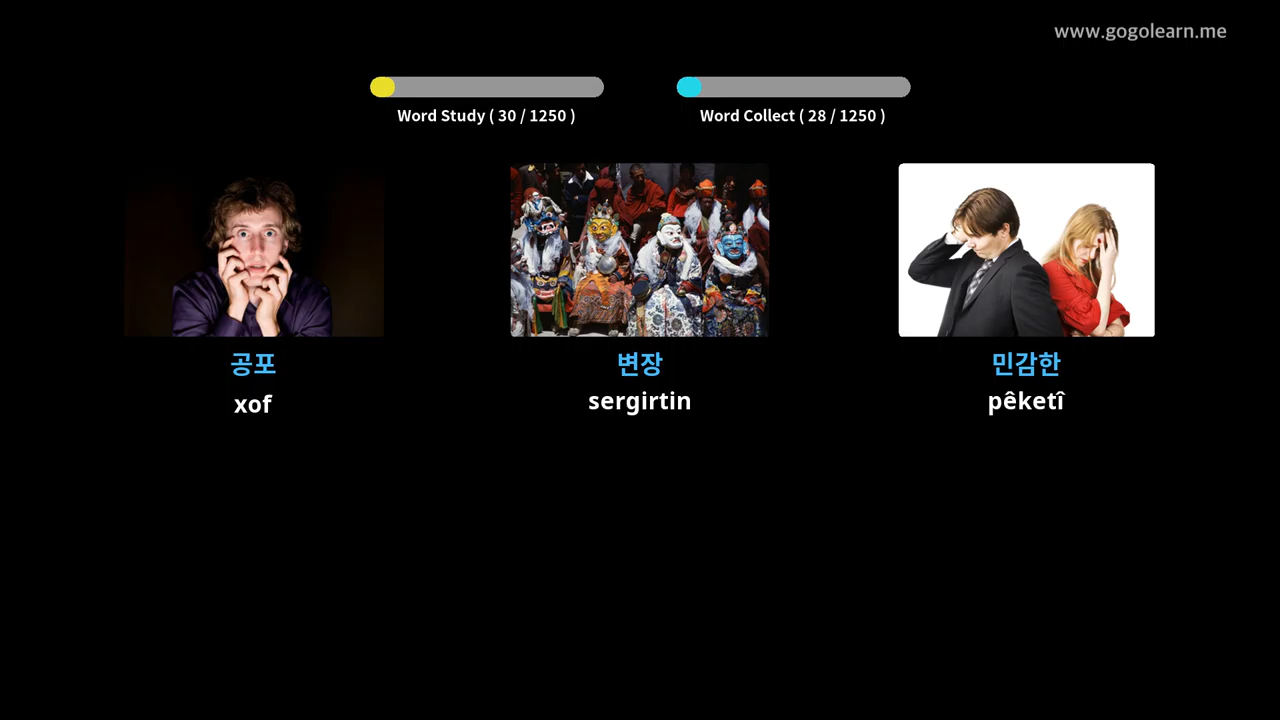 www.gogolearn.me
Word Study ( 30 / 1250 )
Word Collect ( 28 / 1250 )
공포
xof
변장
sergirtin
민감한
pêketî